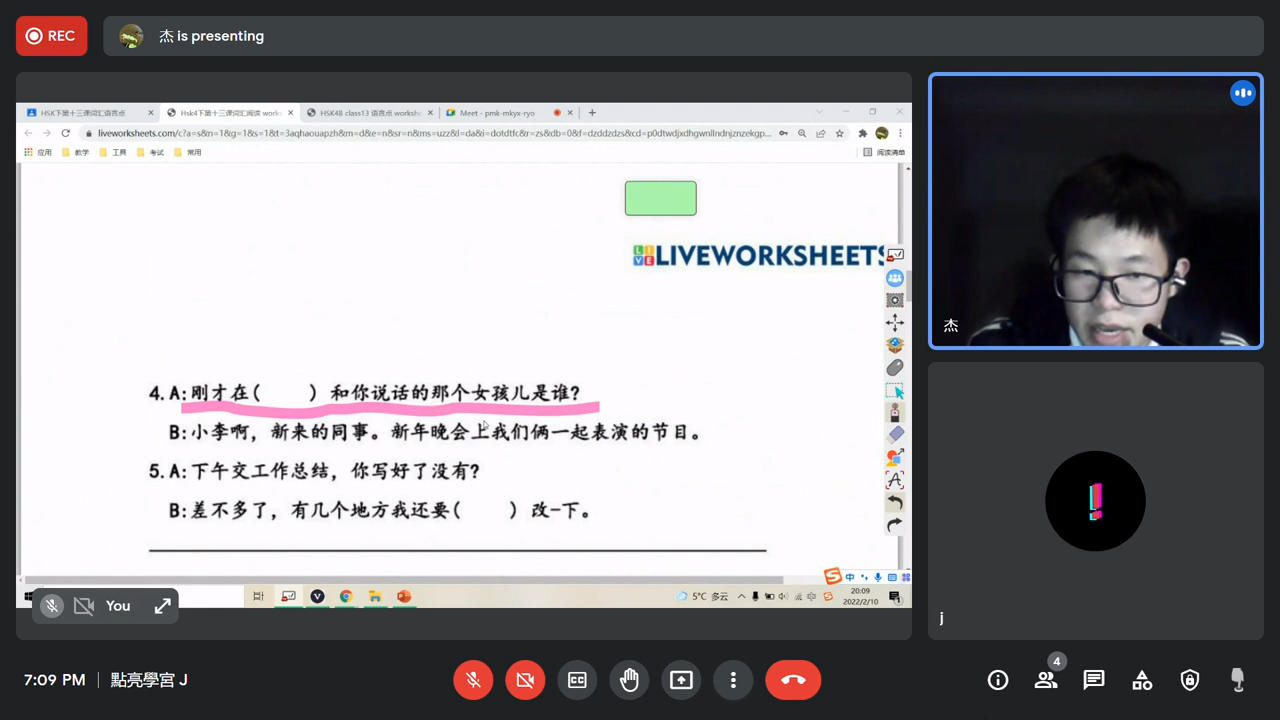 REC
杰 is presenting
HSK下第十三课词汇语言点
Hsk4下第十三课词汇阅读 work
HSK4B class13 语言点 workshe
Meet - pmk-mkyx-ryo
应用
教学
工具
考试
常用
阅读清单
LIVEWORKSHEETS
4. A:刚才在( ) 和你说话的那个女孩儿是谁?
B:小李啊，新来的同事。新年晚会上我们俩一起表演的节目。
5. A:下午交工作总结，你写好了没有?
B:差不多了，有几个地方我还要( ) 改一下。
中
5°C 多云
中
20:09
2022/2/10
You
杰
j
7:09 PM
點亮學宮 J
CC
4